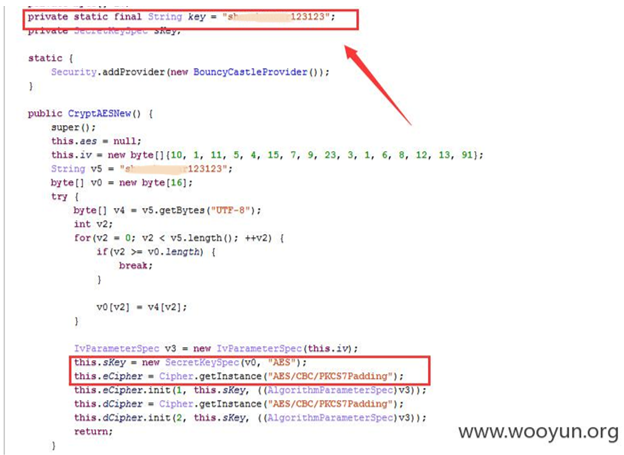 private static final String key = "s 123123";
private SecretKeySpec sKey;
static {
Security.addProvider(new BouncyCastleProvider());
}
public CryptAESNew() {
super();
this.aes = null;
this.iv = new byte[]{10, 1, 11, 5, 4, 15, 7, 9, 23, 3, 1, 6, 8, 12, 13, 91};
String v5 = "s 123123";
byte[] v0 = new byte[16];
try {
byte[] v4 = v5.getBytes("UTF-8");
int v2;
for(v2 = 0; v2 < v5.length(); ++v2) {
if(v2 >= v0.length) {
break;
}
v0[v2] = v4[v2];
}
IvParameterSpec v3 = new IvParameterSpec(this.iv);
this.sKey = new SecretKeySpec(v0, "AES");
this.eCipher = Cipher.getInstance("AES/CBC/PKCS7Padding");
this.eCipher.init(1, this.sKey, ((AlgorithmParameterSpec)v3));
this.dCipher = Cipher.getInstance("AES/CBC/PKCS7Padding");
this.dCipher.init(2, this.sKey, ((AlgorithmParameterSpec)v3));
return;
}
www.wooyun.org